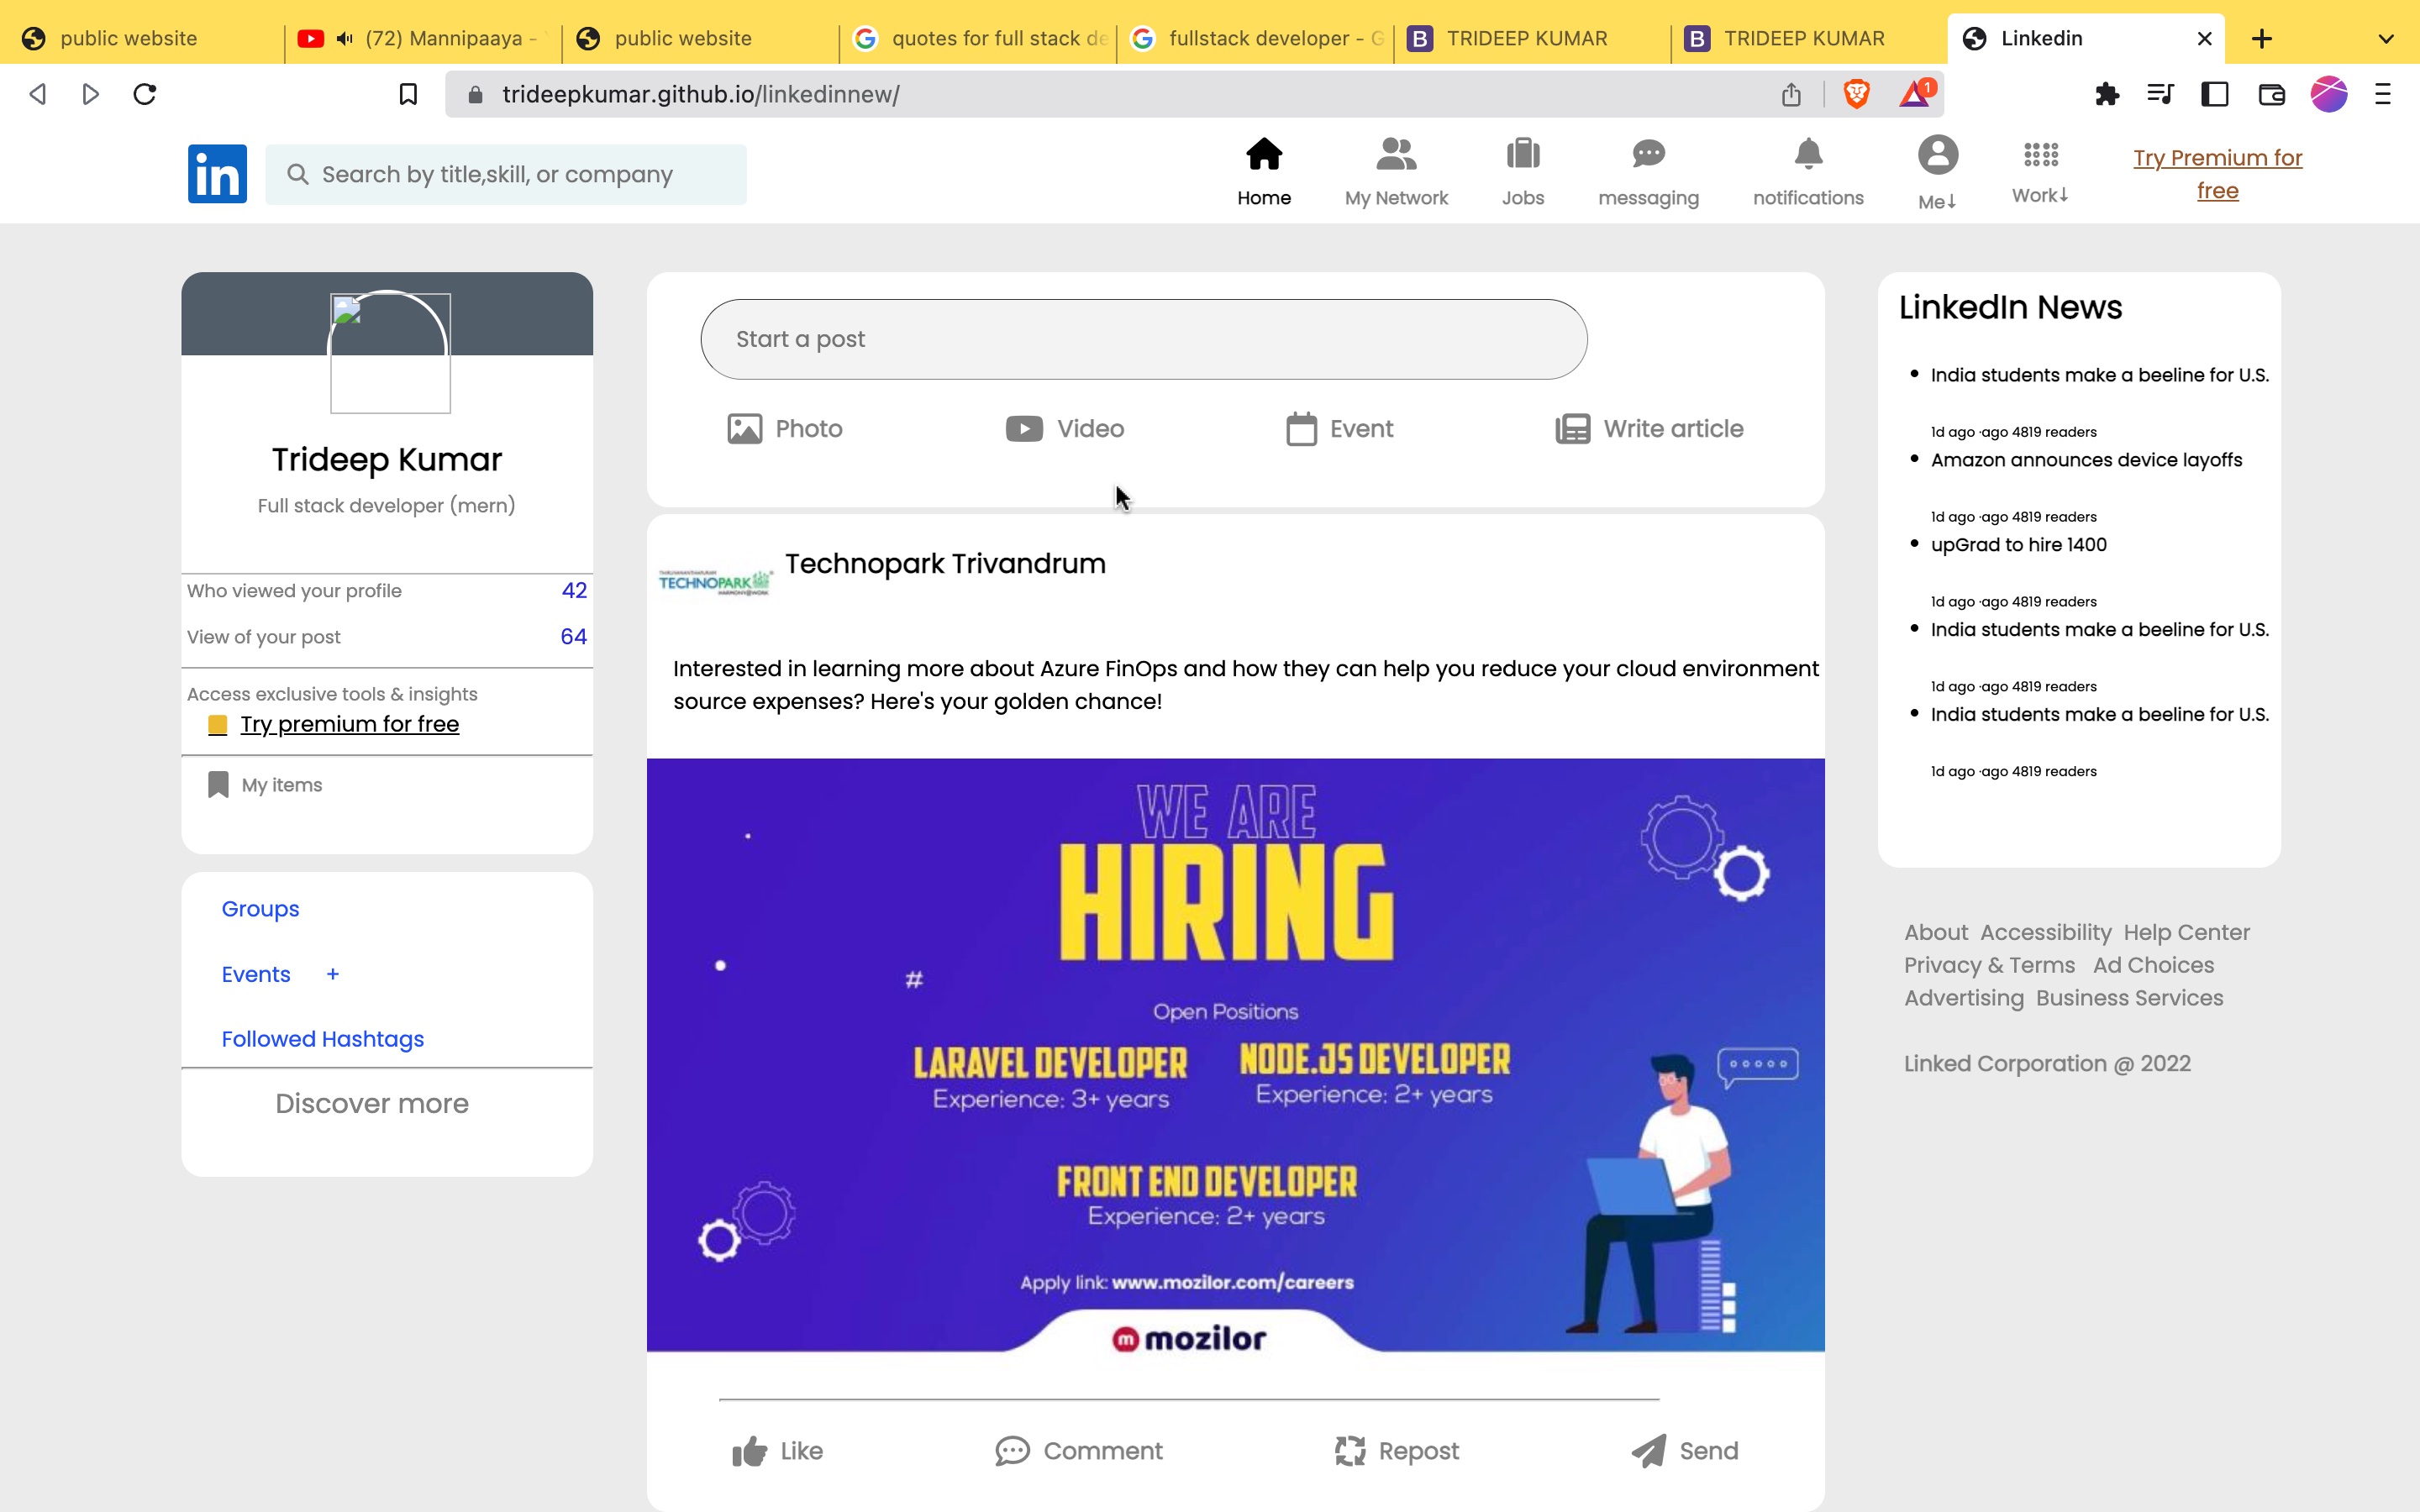 public website
(72) Mannipaaya -
public website
quotes for full stack de
fullstack developer - G
B TRIDEEP KUMAR
B TRIDEEP KUMAR
Linkedin
trideepkumar.github.io/linkedinnew/
1
in
Search by title,skill, or company
Home
My Network
Jobs
messaging
notifications
Me↓
Work↓
Try Premium for
free
Trideep Kumar
Full stack developer (mern)
Who viewed your profile 42
View of your post 64
Access exclusive tools & insights
Try premium for free
My items
Groups
Events +
Followed Hashtags
Discover more
Start a post
Photo
Video
Event
Write article
TECHNOPARK
HARMONY@WORK
Technopark Trivandrum
Interested in learning more about Azure FinOps and how they can help you reduce your cloud environment
source expenses? Here's your golden chance!
WE ARE
HIRING
#
Open Positions
LARAVEL DEVELOPER
Experience: 3+ years
NODE.JS DEVELOPER
Experience: 2+ years
FRONT END DEVELOPER
Experience: 2+ years
Apply link: www.mozilor.com/careers
m mozilor
Like
Comment
Repost
Send
LinkedIn News
India students make a beeline for U.S.
1d ago ·ago 4819 readers
Amazon announces device layoffs
1d ago ·ago 4819 readers
upGrad to hire 1400
1d ago ·ago 4819 readers
India students make a beeline for U.S.
1d ago ·ago 4819 readers
India students make a beeline for U.S.
1d ago ·ago 4819 readers
About Accessibility Help Center
Privacy & Terms Ad Choices
Advertising Business Services
Linked Corporation @ 2022